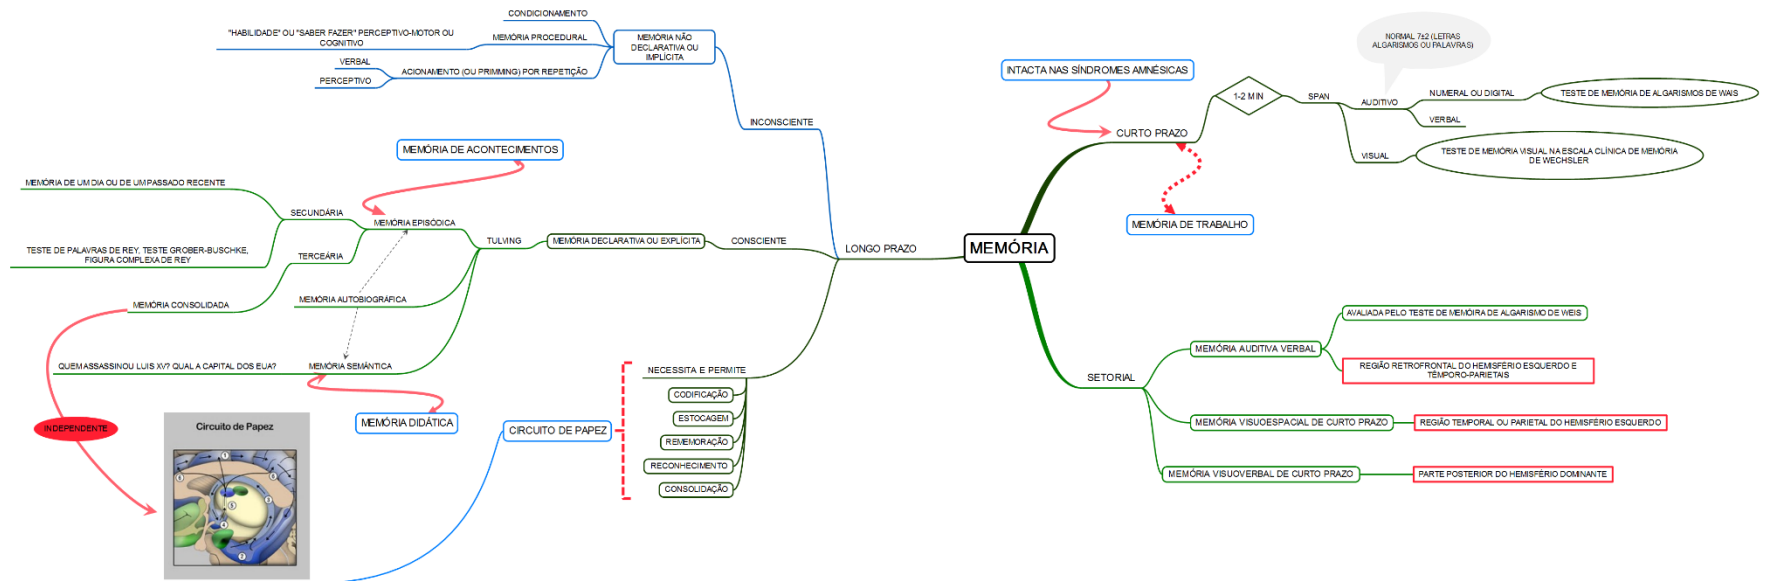 CONDICIONAMENTO
"HABILIDADE" OU "SABER FAZER" PERCEPTIVO-MOTOR OU
COGNITIVO
MEMÓRIA PROCEDURAL
VERBAL
PERCEPTIVO
ACIONAMENTO (OU PRIMMING) POR REPETIÇÃO
MEMÓRIA NÃO
DECLARATIVA OU
IMPLÍCITA
INCONSCIENTE
MEMÓRIA DE ACONTECIMENTOS
MEMÓRIA DE UM DIA OU DE UM PASSADO RECENTE
SECUNDÁRIA
MEMÓRIA EPISÓDICA
TESTE DE PALAVRAS DE REY. TESTE GROBER-BUSCHKE,
FIGURA COMPLEXA DE REY
TERCEÁRIA
MEMÓRIA CONSOLIDADA
MEMÓRIA AUTOBIOGRÁFICA
TULVING
MEMÓRIA DECLARATIVA OU EXPLÍCITA
CONSCIENTE
LONGO PRAZO
QUEM ASSASSINOU LUIS XV? QUAL A CAPITAL DOS EUA?
MEMÓRIA SEMÂNTICA
MEMÓRIA DIDÁTICA
INDEPENDENTE
Circuito de Papez
CIRCUITO DE PAPEZ
NECESSITA E PERMITE
CODIFICAÇÃO
ESTOCAGEM
REMEMORAÇÃO
RECONHECIMENTO
CONSOLIDAÇÃO
MEMÓRIA
INTACTA NAS SÍNDROMES AMNÉSICAS
CURTO PRAZO
MEMÓRIA DE TRABALHO
1-2 MIN
SPAN
NORMAL 7±2 (LETRAS
ALGARISMOS OU PALAVRAS)
AUDITIVO
NUMERAL OU DIGITAL
TESTE DE MEMÓRIA DE ALGARISMOS DE WAIS
VERBAL
VISUAL
TESTE DE MEMÓRIA VISUAL NA ESCALA CLÍNICA DE MEMÓRIA
DE WECHSLER
SETORIAL
MEMÓRIA AUDITIVA VERBAL
AVALIADA PELO TESTE DE MEMÓIRA DE ALGARISMO DE WEIS
REGIÃO RETROFRONTAL DO HEMISFÉRIO ESQUERDO E
TÊMPORO-PARIETAIS
MEMÓRIA VISUOESPACIAL DE CURTO PRAZO
REGIÃO TEMPORAL OU PARIETAL DO HEMISFÉRIO ESQUERDO
MEMÓRIA VISUOVERBAL DE CURTO PRAZO
PARTE POSTERIOR DO HEMISFÉRIO DOMINANTE